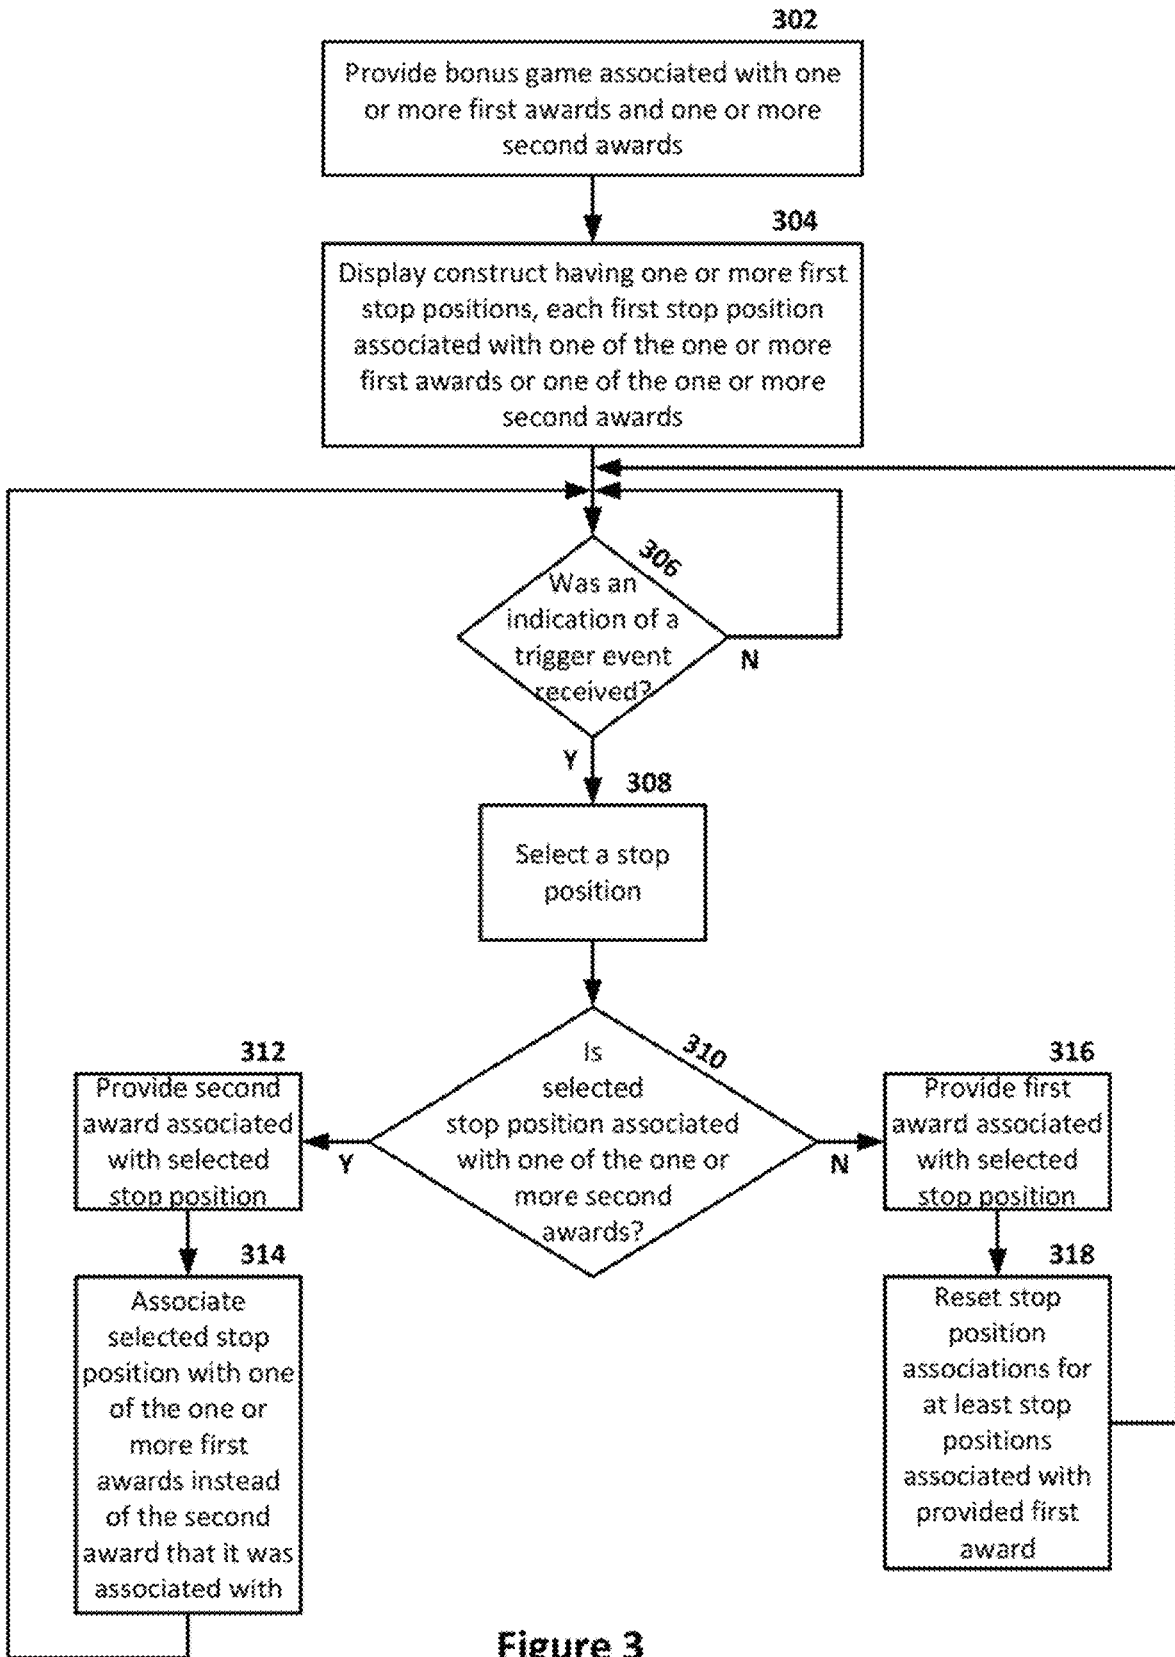 302
Provide bonus game associated with one
or more first awards and one or more
second awards
304
Display construct having one or more first
stop positions, each first stop position
associated with one of the one or more
first awards or one of the one or more
second awards
306
Was an
indication of a
trigger event
received?
N
Y
308
Select a stop
position
310
Is
selected
stop position associated
with one of the one or
more second
awards?
Y
N
312
Provide second
award associated
with selected
stop position
314
Associate
selected stop
position with one
of the one or
more first
awards instead
of the second
award that it was
associated with
316
Provide first
award associated
with selected
stop position
318
Reset stop
position
associations for
at least stop
positions
associated with
provided first
award
Figure 3